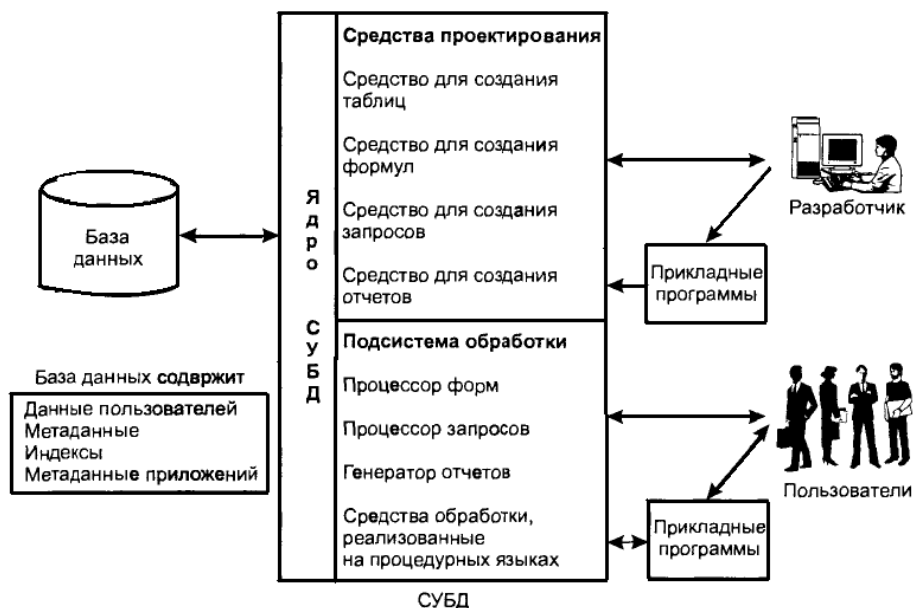 База
данных
База данных содвржит
Данные пользователей
Метаданные
Индексы
Метаданные приложений
Ядро СУБД
Средства проектирования
Средство для создания
таблиц
Средство для создания
формул
Средство для создания
запросов
Средство для создания
отчетов
Подсистема обработки
Процессор форм
Процессор запросов
Генератор отчетов
Средства обработки,
реализованные
на процедурных языках
СУБД
Разработчик
Прикладные
программы
Пользователи
Прикладные
программы